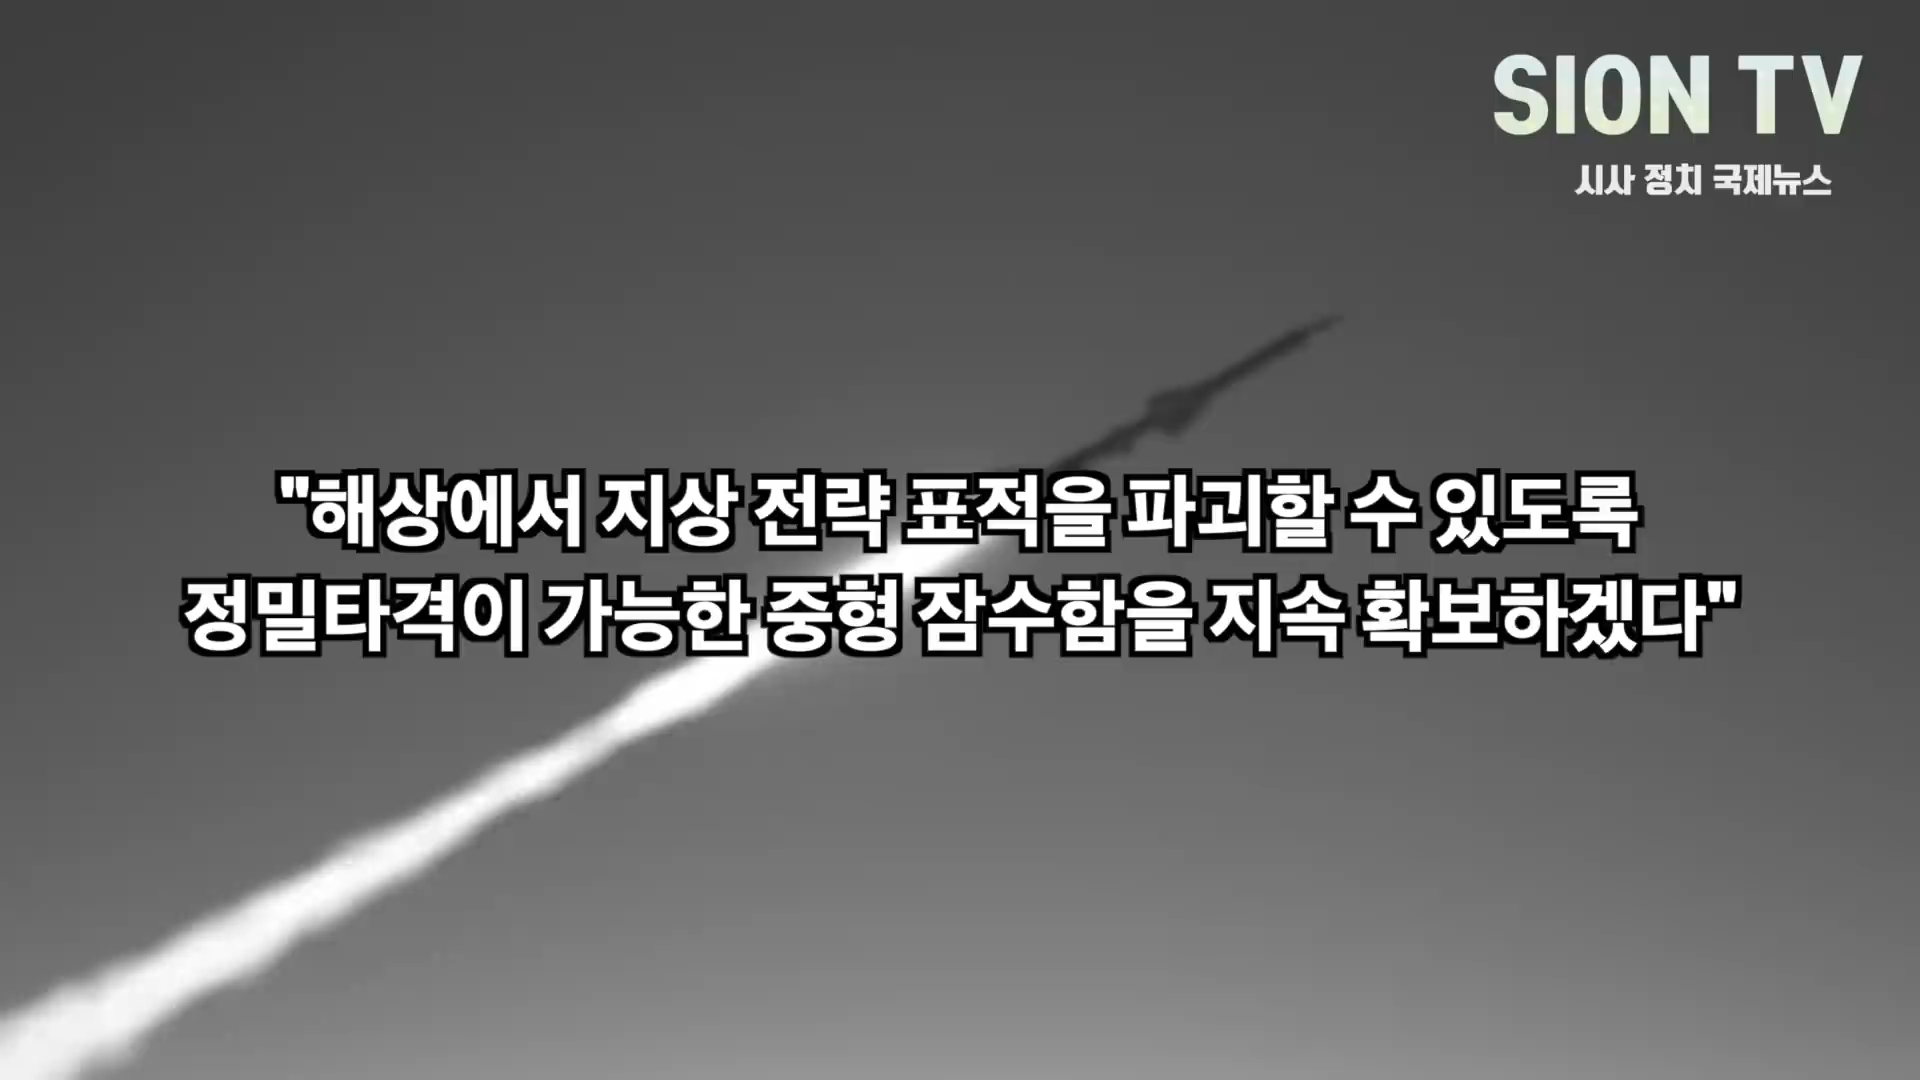 SION TV
시사 정치 국제뉴스
"해상에서 지상 전략 표적을 파괴할 수 있도록
정밀타격이 가능한 중형 잠수함을 지속 확보하겠다"